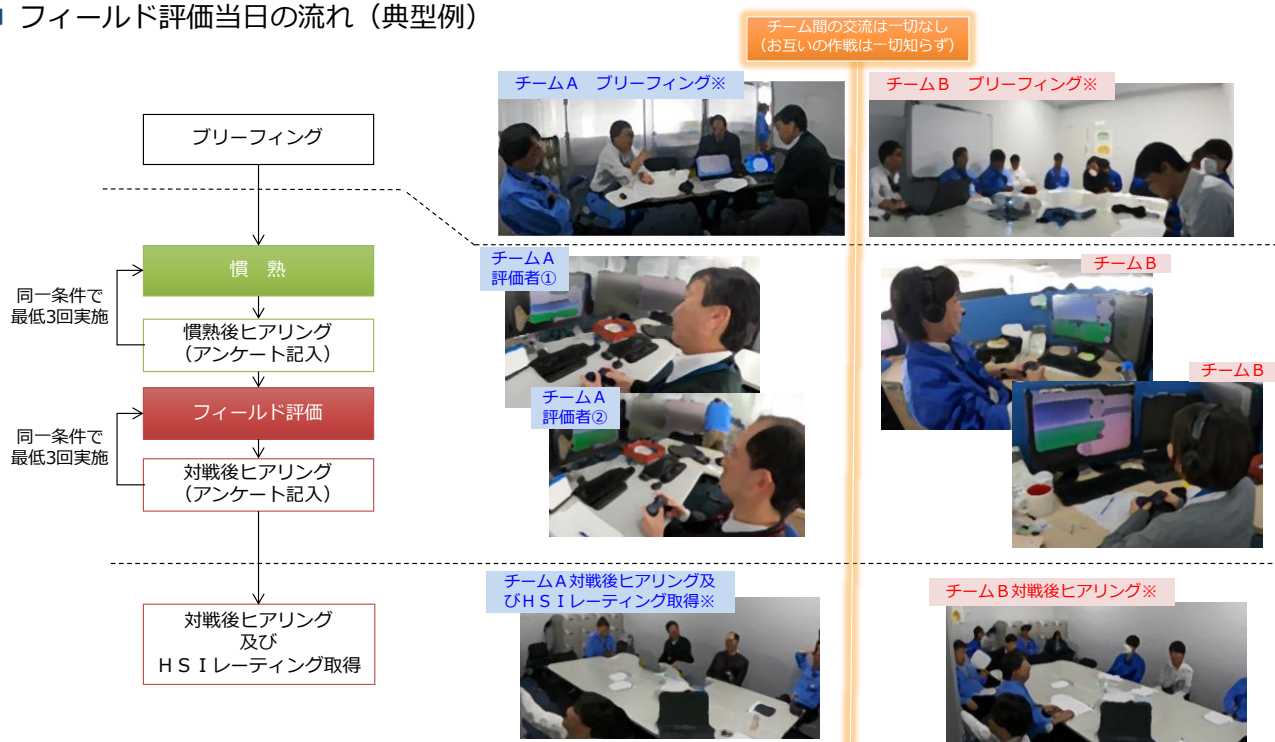 フィールド評価当日の流れ（典型例）
チーム間の交流は一切なし
（お互いの作戦は一切知らず）
チームＡ　ブリーフィング※
チームＢ　ブリーフィング※
ブリーフィング
チームＡ
評価者①
チームＢ
慣　熟
同一条件で
最低3回実施
慣熟後ヒアリング
（アンケート記入）
チームＢ
チームＡ
評価者②
フィールド評価
同一条件で
最低3回実施
対戦後ヒアリング
（アンケート記入）
チームＡ対戦後ヒアリング及
びＨＳＩレーティング取得※
チームＢ対戦後ヒアリング※
対戦後ヒアリング
及び
ＨＳＩレーティング取得